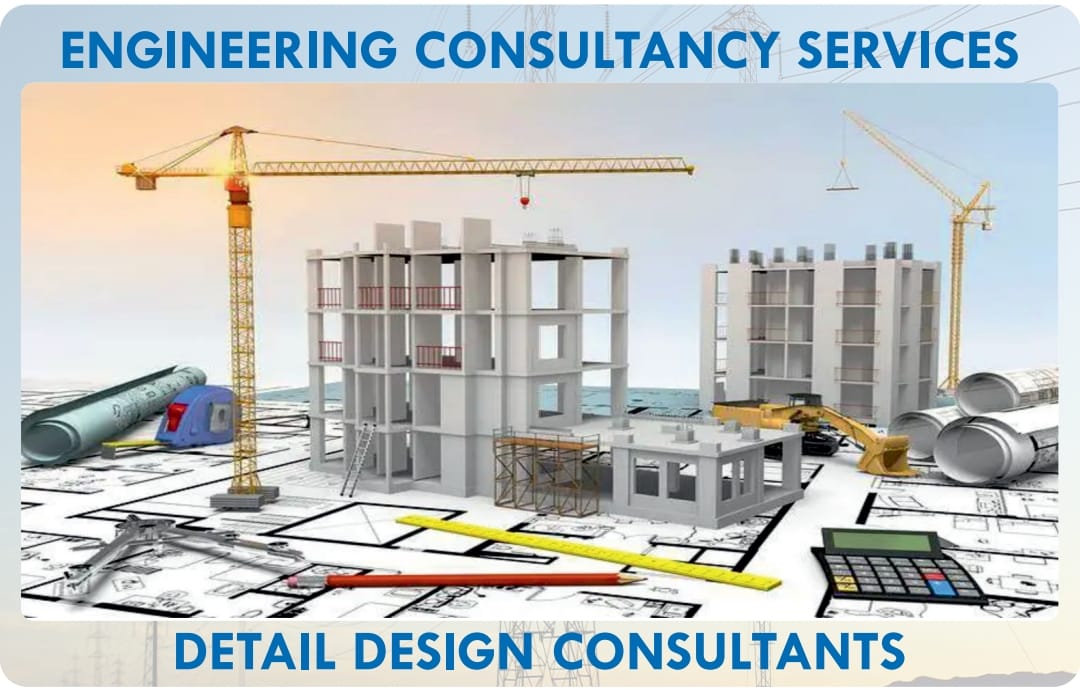 ENGINEERING CONSULTANCY SERVICES
DETAIL DESIGN CONSULTANTS